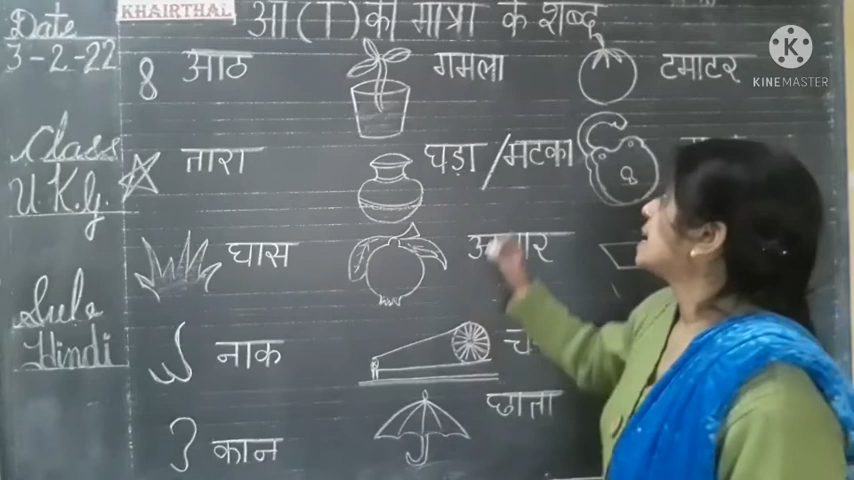 KHAIRTHAL
आ(ा)की मात्रा के शब्द
Date
3-2-22
Class
U.K.G.
Sub
Hindi
8 आठ
गमला
टमाटर
तारा
घड़ा/मटका
घास
नाक
छाता
कान
KINEMASTER